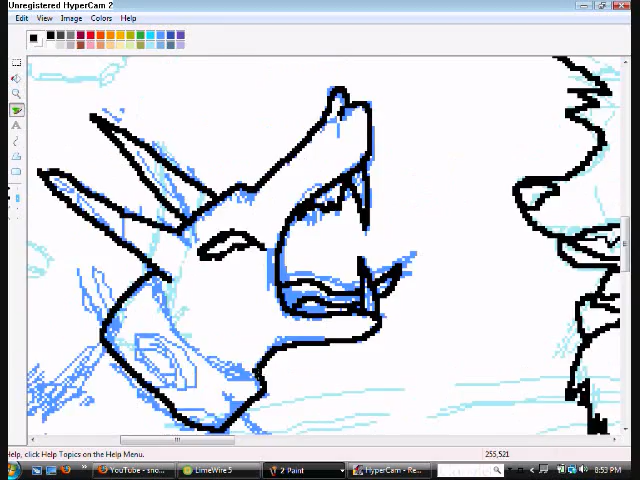 Unregistered HyperCam 2
Edit View Image Colors Help
Help, click Help Topics on the Help Menu.
255,521
YouTube - sno...
LimeWire 5
2 Paint
HyperCam - Re...
8:53 PM